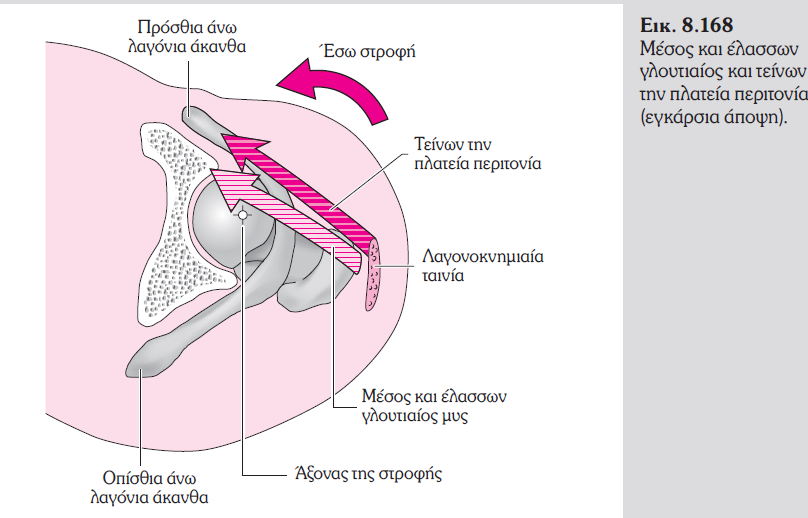 Πρόσθια άνω
λαγόνια άκανθα
Έσω στροφή
Τείνων την
πλατεία περιτονία
Λαγονοκνημιαία
ταινία
Μέσος και έλασσων
γλουτιαίος μυς
Άξονας της στροφής
Οπίσθια άνω
λαγόνια άκανθα
Εικ. 8.168
Μέσος και έλασσων
γλουτιαίος και τείνων
την πλατεία περιτονία
(εγκάρσια άποψη).